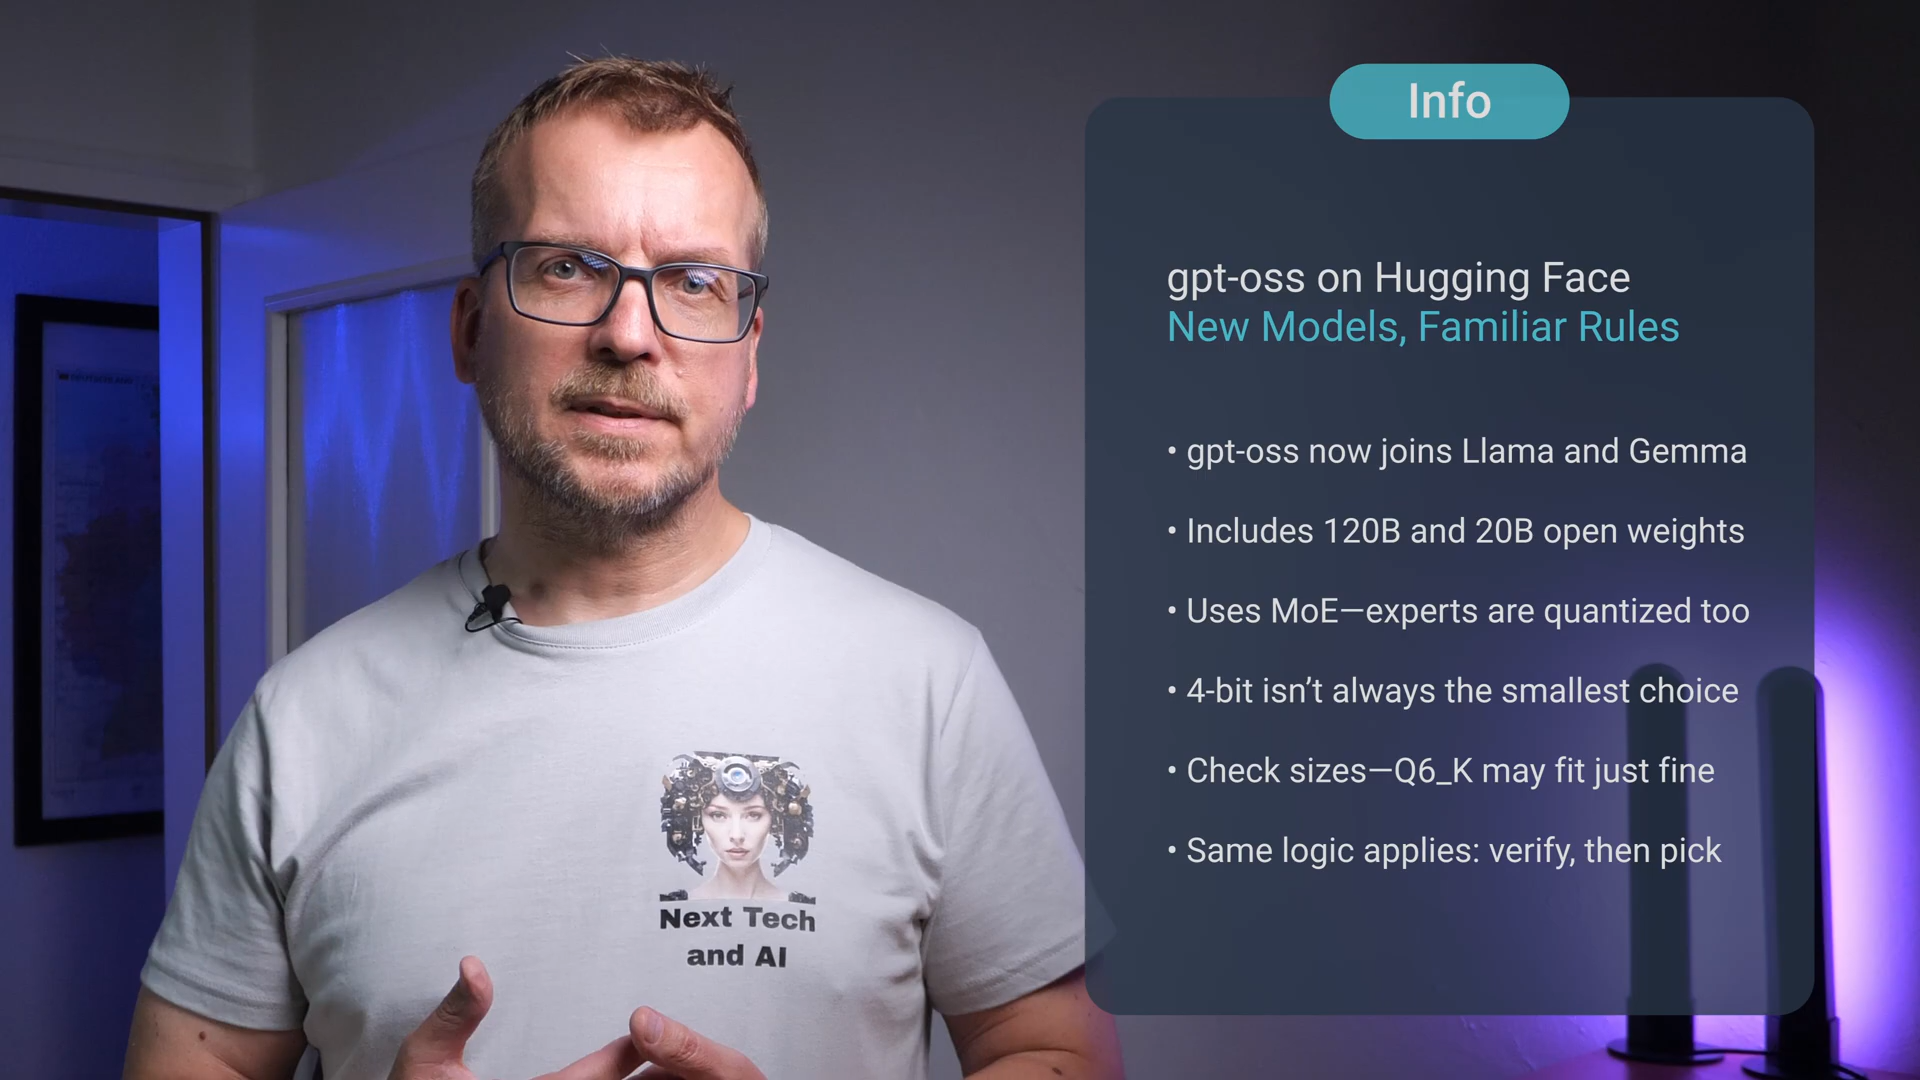 Info
gpt-oss on Hugging Face
New Models, Familiar Rules
• gpt-oss now joins Llama and Gemma
• Includes 120B and 20B open weights
• Uses MoE—experts are quantized too
• 4-bit isn’t always the smallest choice
• Check sizes—Q6_K may fit just fine
• Same logic applies: verify, then pick
Next Tech
and AI